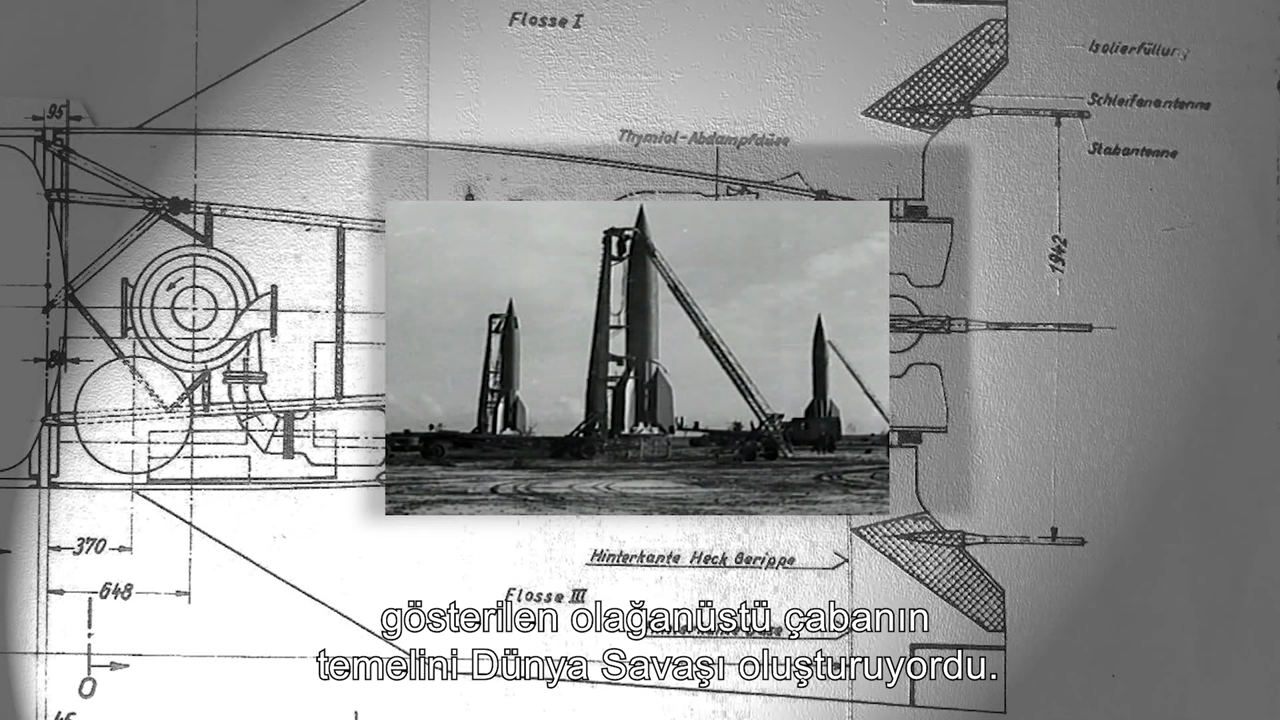 Flosse I
Isolierfüllung
95
Schleifenantenne
Thymiol-Abdampfdüse
Stabantenne
1942
370
Hinterkante Heck Gerippe
648
Flosse III
gösterilen olağanüstü çabanın
temelini Dünya Savaşı oluşturuyordu.
0